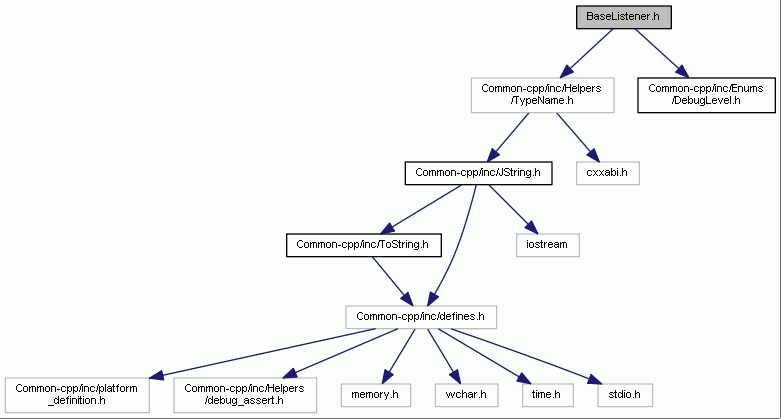 BaseListener.h
Common-cpp/inc/Helpers
/TypeName.h
Common-cpp/inc/Enums
/DebugLevel.h
Common-cpp/inc/JString.h
cxxabi.h
Common-cpp/inc/ToString.h
iostream
Common-cpp/inc/defines.h
Common-cpp/inc/platform
_definition.h
Common-cpp/inc/Helpers
/debug_assert.h
memory.h
wchar.h
time.h
stdio.h